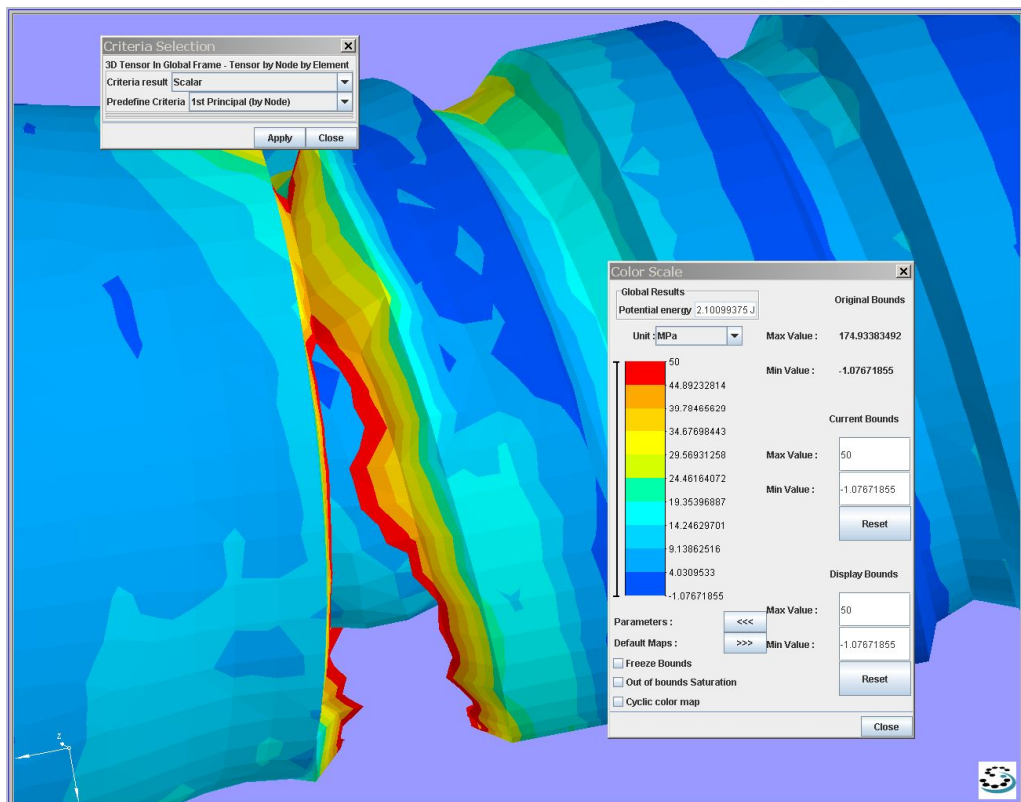 Criteria Selection
3D Tensor In Global Frame - Tensor by Node by Element
Criteria result Scalar
Predefine Criteria 1st Principal (by Node)
Apply Close
Color Scale
Global Results
Potential energy 2.10099375 J
Original Bounds
Unit : MPa
Max Value : 174.93383492
50
Min Value : -1.07671855
44.89232814
39.78465629
Current Bounds
34.67698443
29.56931258
Max Value : 50
24.46164072
Min Value : -1.07671855
19.35396887
14.24629701
Reset
9.13862516
4.0309533
Display Bounds
-1.07671855
Max Value : 50
Parameters : <<<
Default Maps : >>>
Min Value : -1.07671855
Freeze Bounds
Out of bounds Saturation
Reset
Cyclic color map
Close
z